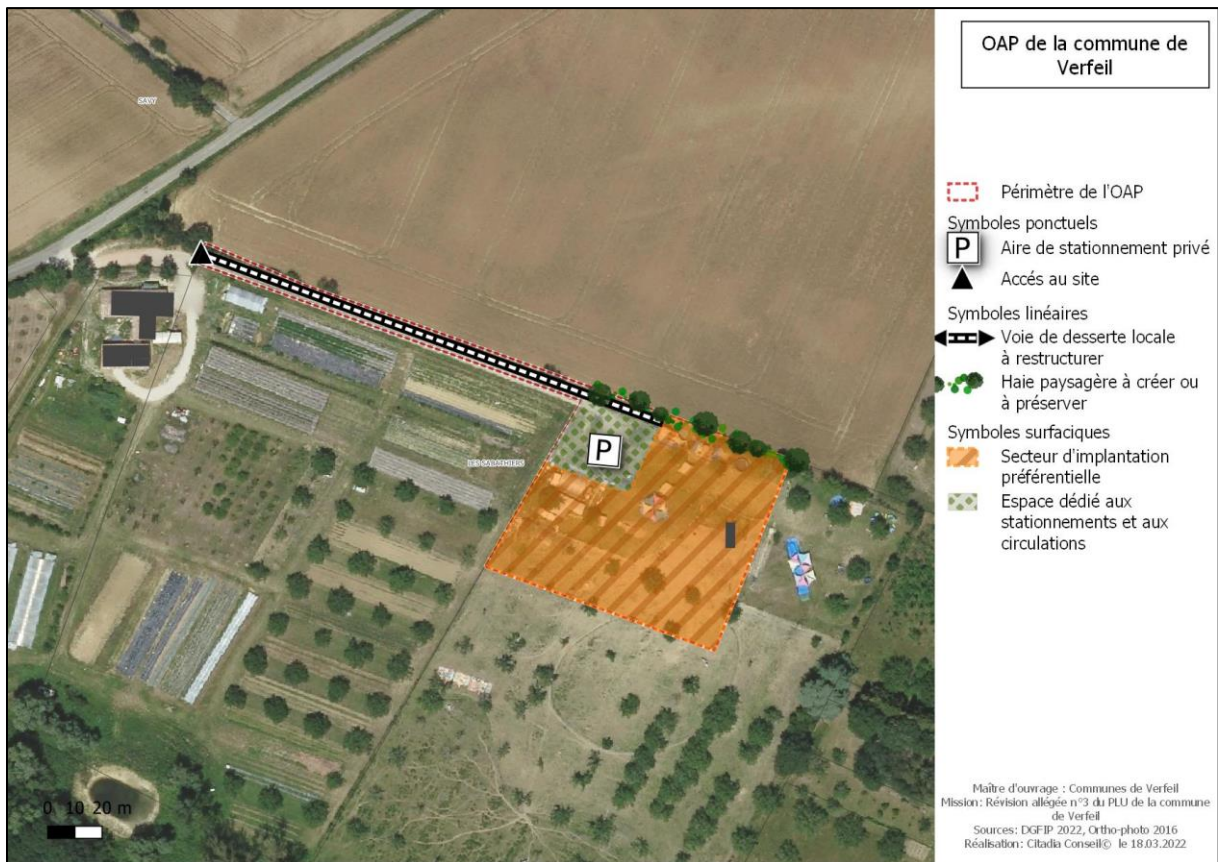 OAP de la commune de
Verfeil
Périmètre de l'OAP
Symboles ponctuels
P
Aire de stationnement privé
Accés au site
Symboles linéaires
Voie de desserte locale
à restructurer
Haie paysagère à créer ou
à préserver
Symboles surfaciques
Secteur d'implantation
préférentielle
Espace dédié aux
stationnements et aux
circulations
SAVY
LES SABATHIERS
P
0 10 20 m
Maître d'ouvrage : Communes de Verfeil
Mission: Révision allégée n°3 du PLU de la commune
de Verfeil
Sources: DGFIP 2022, Ortho-photo 2016
Réalisation: Citadia Conseil© le 18.03.2022